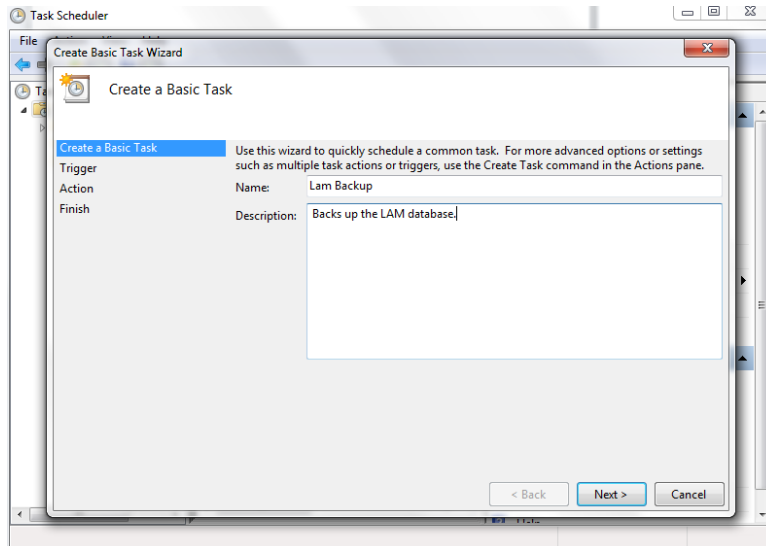 Task Scheduler
File
Create Basic Task Wizard
Create a Basic Task
Create a Basic Task
Trigger
Action
Finish
Use this wizard to quickly schedule a common task. For more advanced options or settings
such as multiple task actions or triggers, use the Create Task command in the Actions pane.
Name: Lam Backup
Description: Backs up the LAM database.
< Back Next > Cancel